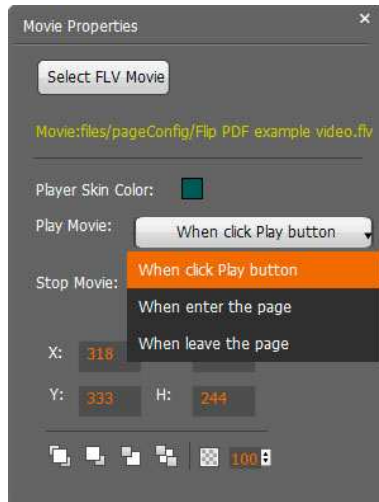 Movie Properties ×
Select FLV Movie
Movie:files/pageConfig/Flip PDF example video.flv
Player Skin Color:
Play Movie: When click Play button
When click Play button
Stop Movie:
When enter the page
When leave the page
X: 318
Y: 333 H: 244
100